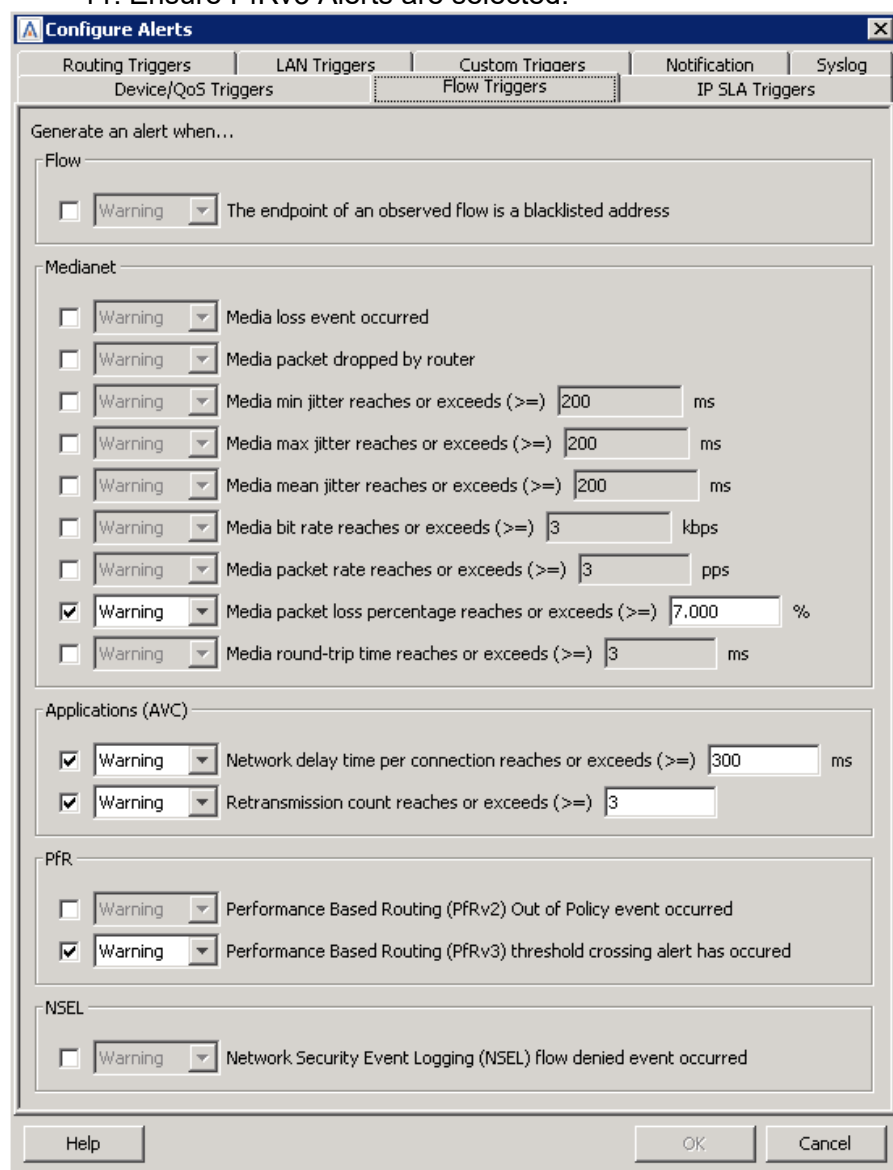 11. Ensure PfRv3 Alerts are selected.
Configure Alerts
Routing Triggers LAN Triggers Custom Triggers Notification Syslog
Device/QoS Triggers Flow Triggers IP SLA Triggers
Generate an alert when...
Flow
Warning The endpoint of an observed flow is a blacklisted address
Medianet
Warning Media loss event occurred
Warning Media packet dropped by router
Warning Media min jitter reaches or exceeds (>=) 200 ms
Warning Media max jitter reaches or exceeds (>=) 200 ms
Warning Media mean jitter reaches or exceeds (>=) 200 ms
Warning Media bit rate reaches or exceeds (>=) 3 kbps
Warning Media packet rate reaches or exceeds (>=) 3 pps
Warning Media packet loss percentage reaches or exceeds (>=) 7.000 %
Warning Media round-trip time reaches or exceeds (>=) 3 ms
Applications (AVC)
Warning Network delay time per connection reaches or exceeds (>=) 300 ms
Warning Retransmission count reaches or exceeds (>=) 3
PfR
Warning Performance Based Routing (PfRv2) Out of Policy event occurred
Warning Performance Based Routing (PfRv3) threshold crossing alert has occured
NSEL
Warning Network Security Event Logging (NSEL) flow denied event occurred
Help OK Cancel